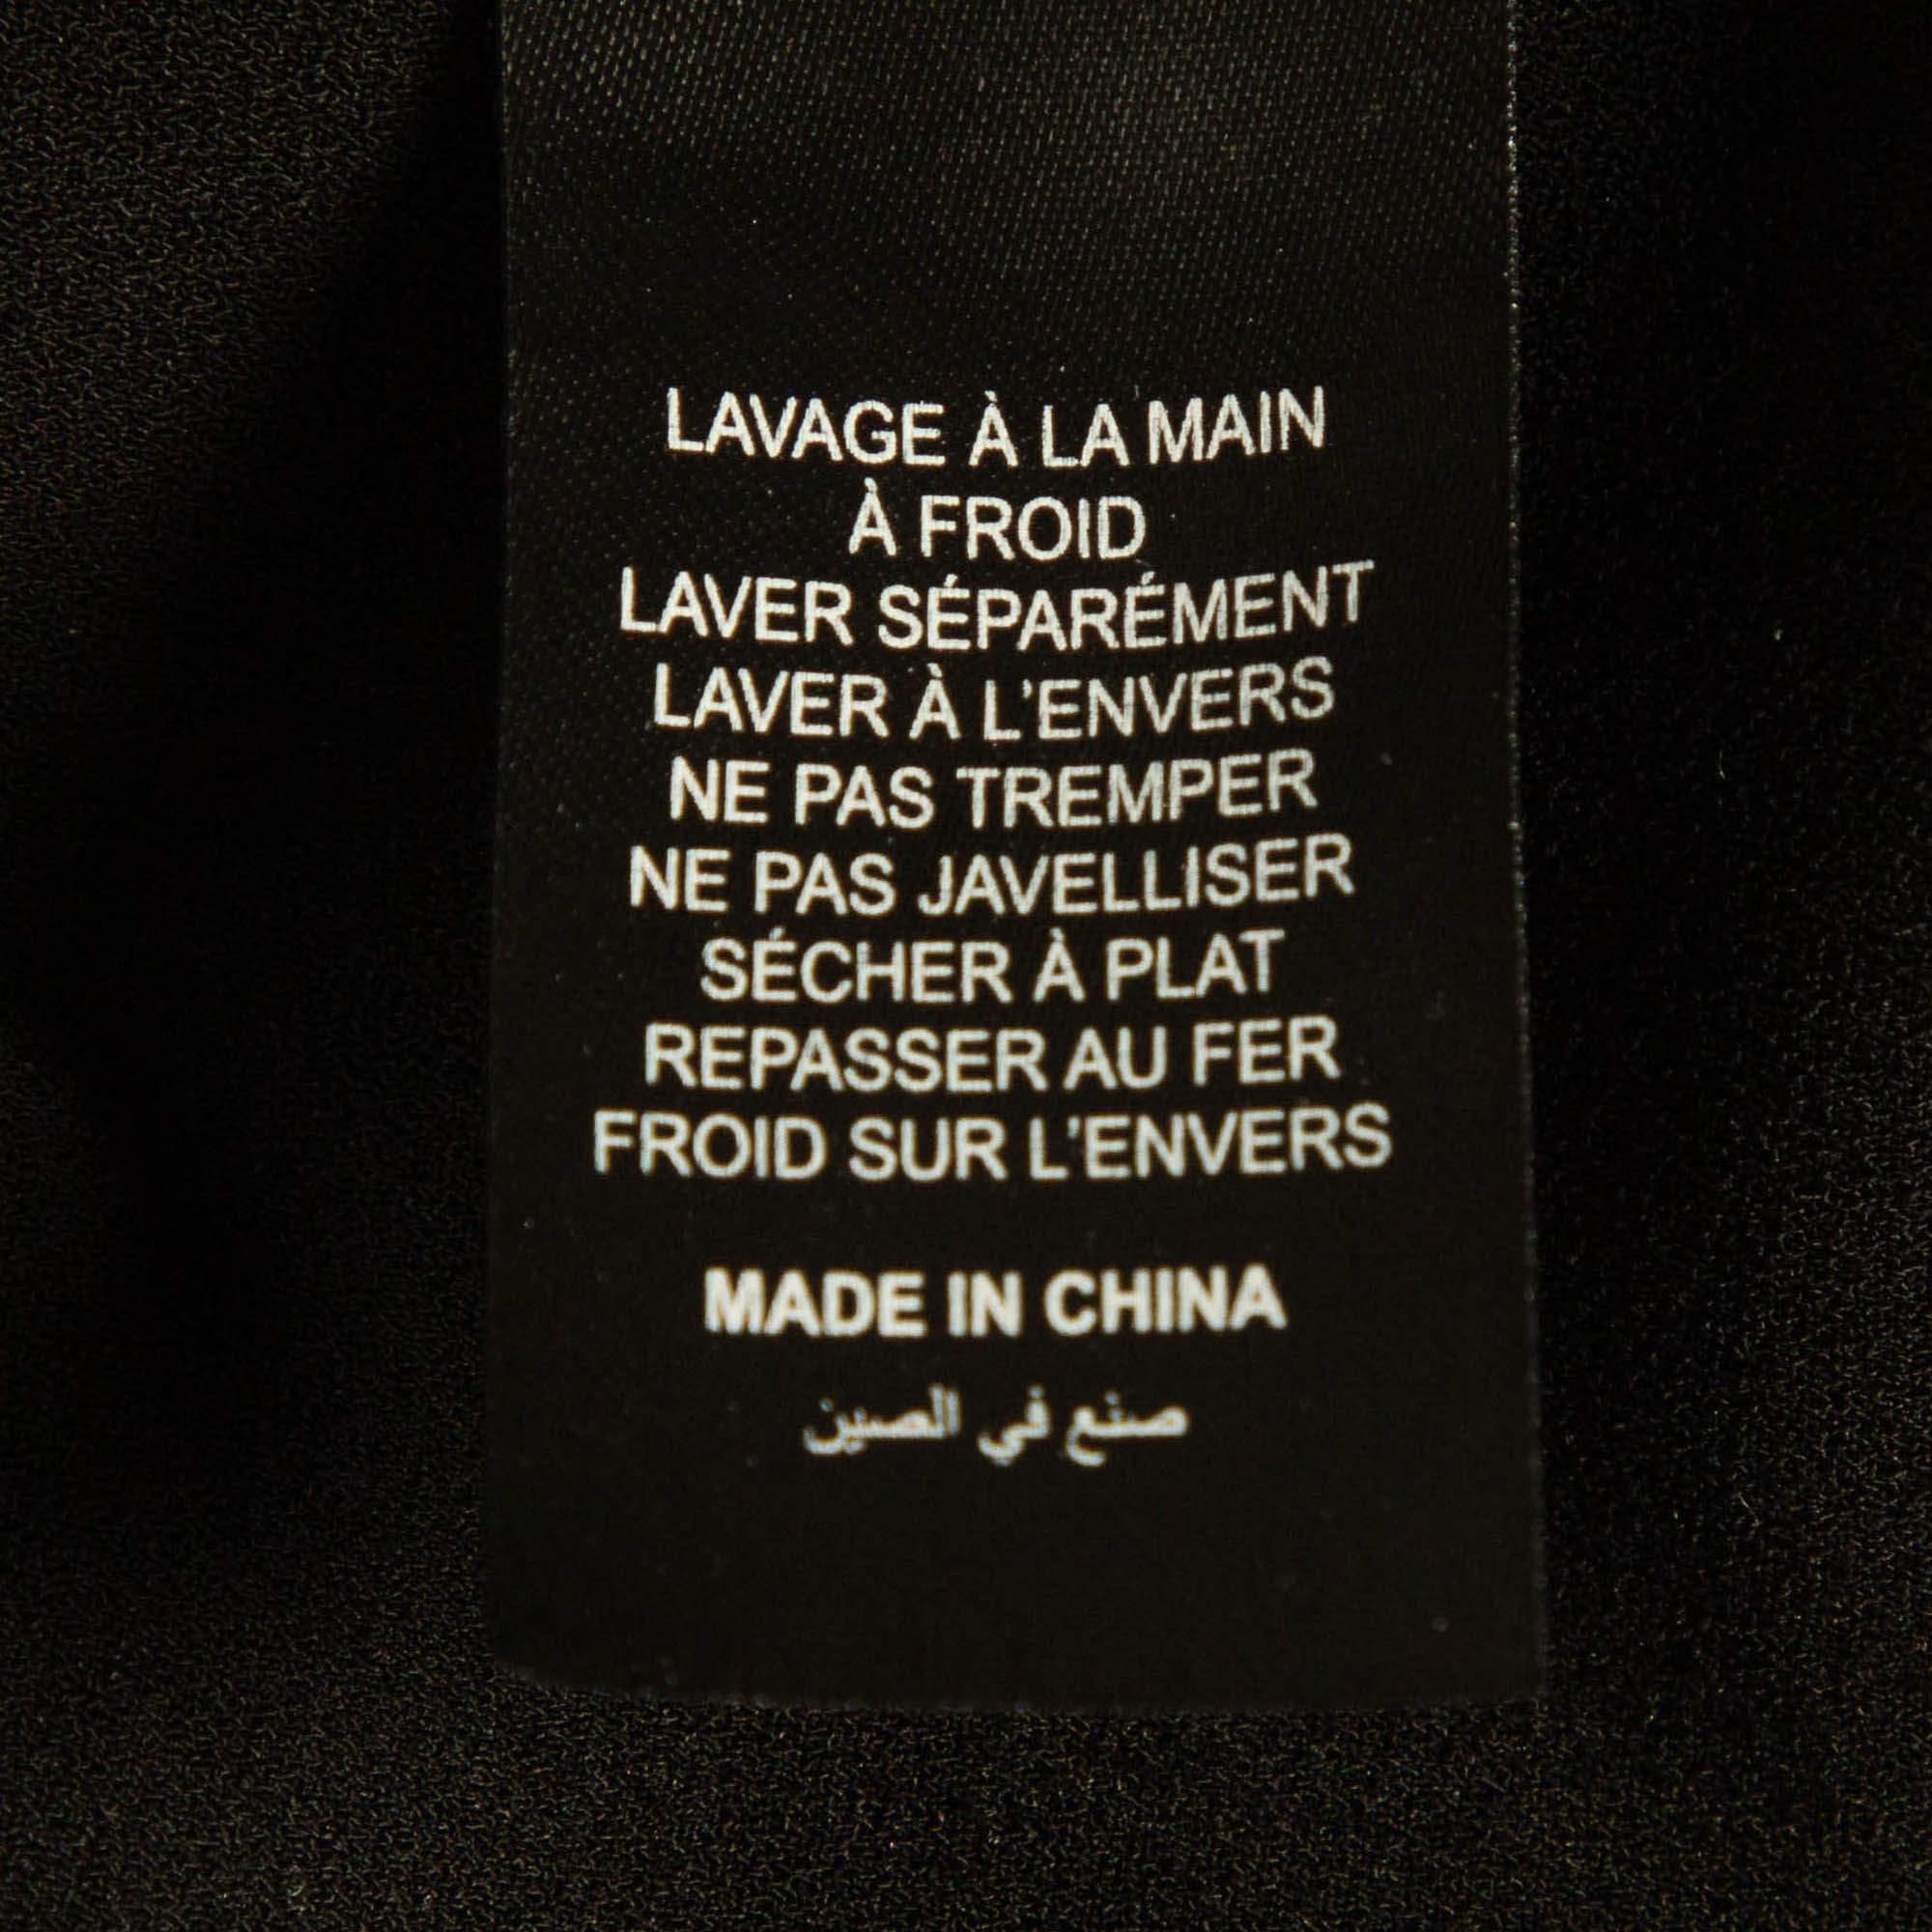 LAVAGE À LA MAIN
À FROID
LAVER SÉPARÉMENT
LAVER À L'ENVERS
NE PAS TREMPER
NE PAS JAVELLISER
SÉCHER À PLAT
REPASSER AU FER
FROID SUR L'ENVERS
MADE IN CHINA
صنع في الصين